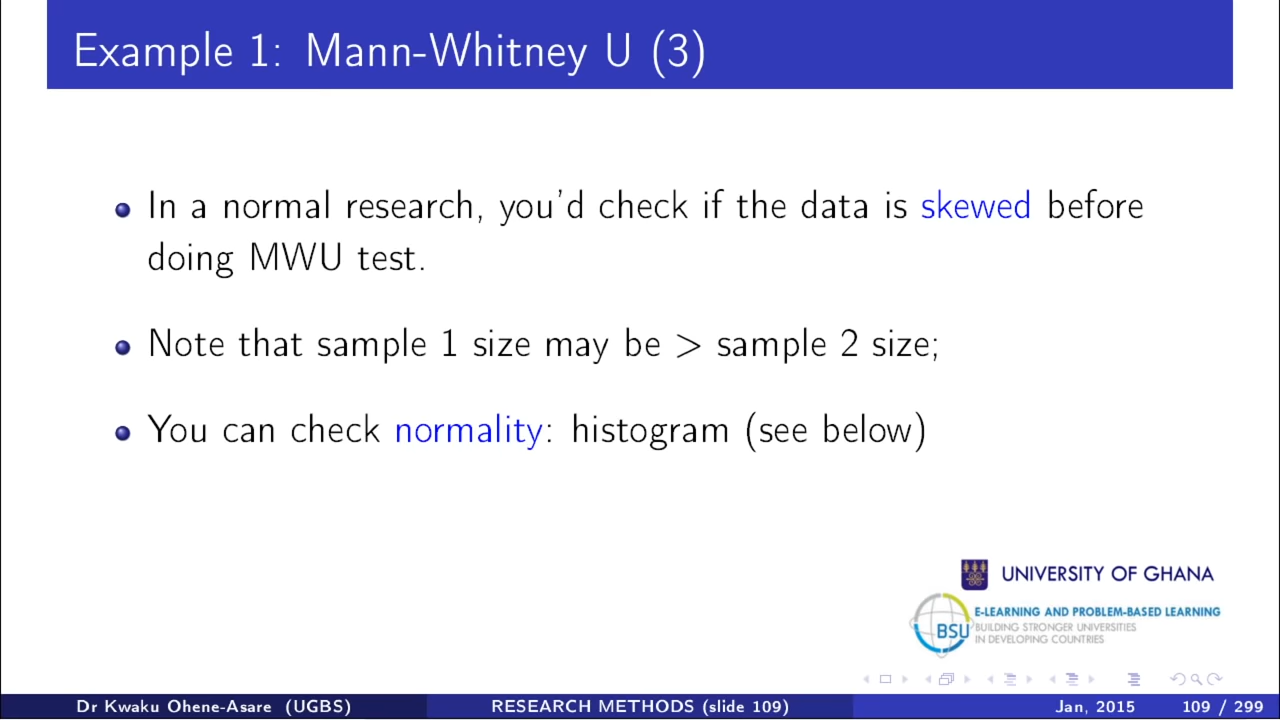 Example 1: Mann-Whitney U (3)
In a normal research, you'd check if the data is skewed before
doing MWU test.
Note that sample 1 size may be > sample 2 size;
You can check normality: histogram (see below)
UNIVERSITY OF GHANA
BSU
E-LEARNING AND PROBLEM-BASED LEARNING
BUILDING STRONGER UNIVERSITIES
IN DEVELOPING COUNTRIES
Dr Kwaku Ohene-Asare (UGBS) RESEARCH METHODS (slide 109) Jan, 2015 109 / 299